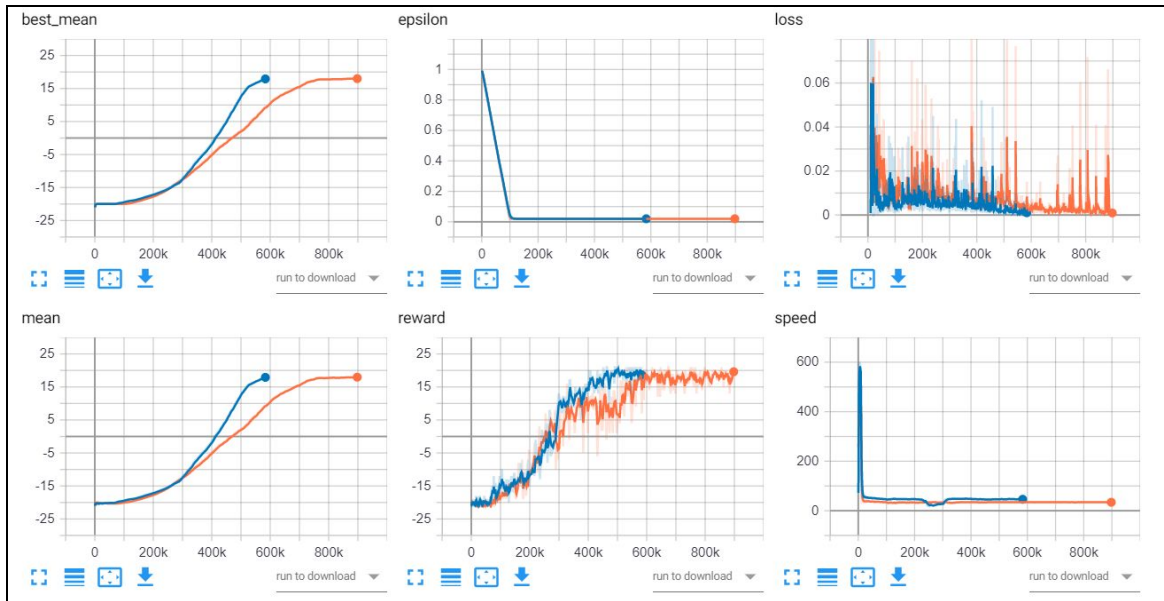 best_mean
25
15
5
-5
-15
-25
0 200k 400k 600k 800k
run to download
epsilon
1
0.8
0.6
0.4
0.2
0
0 200k 400k 600k 800k
run to download
loss
0.06
0.04
0.02
0
0 200k 400k 600k 800k
run to download
mean
25
15
5
-5
-15
-25
0 200k 400k 600k 800k
run to download
reward
25
15
5
-5
-15
-25
0 200k 400k 600k 800k
run to download
speed
600
400
200
0
0 200k 400k 600k 800k
run to download